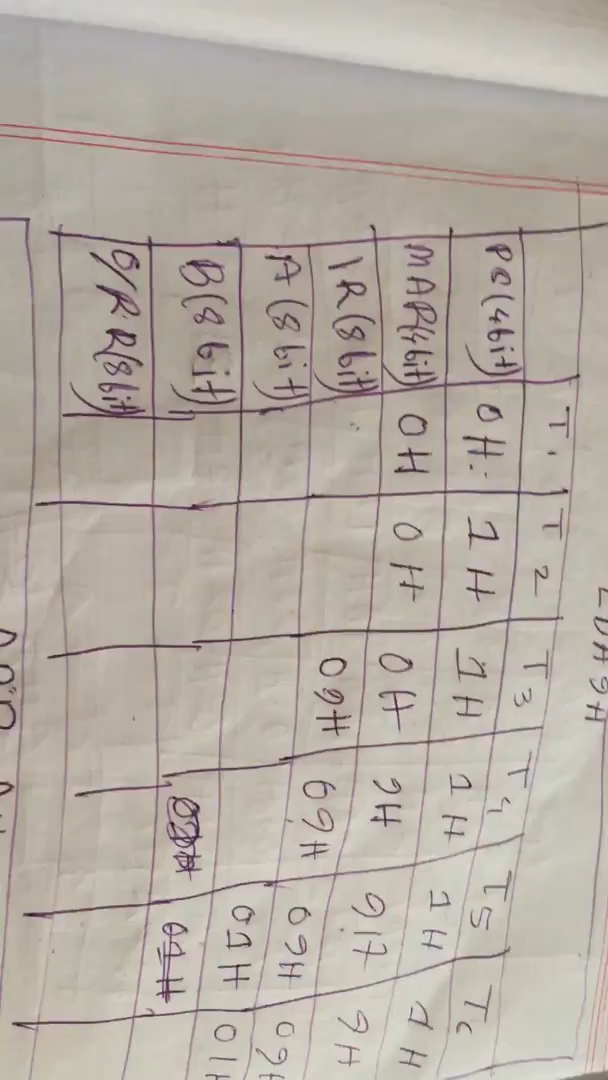 LDA 9H
T1 T2 T3 T4 T5 T6
PC(4bit) 0H 1H 1H 1H 1H 1H
MAR(4bit) 0H 0H 0H 9H 9H 9H
IR(8bit) 09H 09H 09H 09H
A(8bit) 01H 01H
B(8bit) 01H
O/P R(8bit)